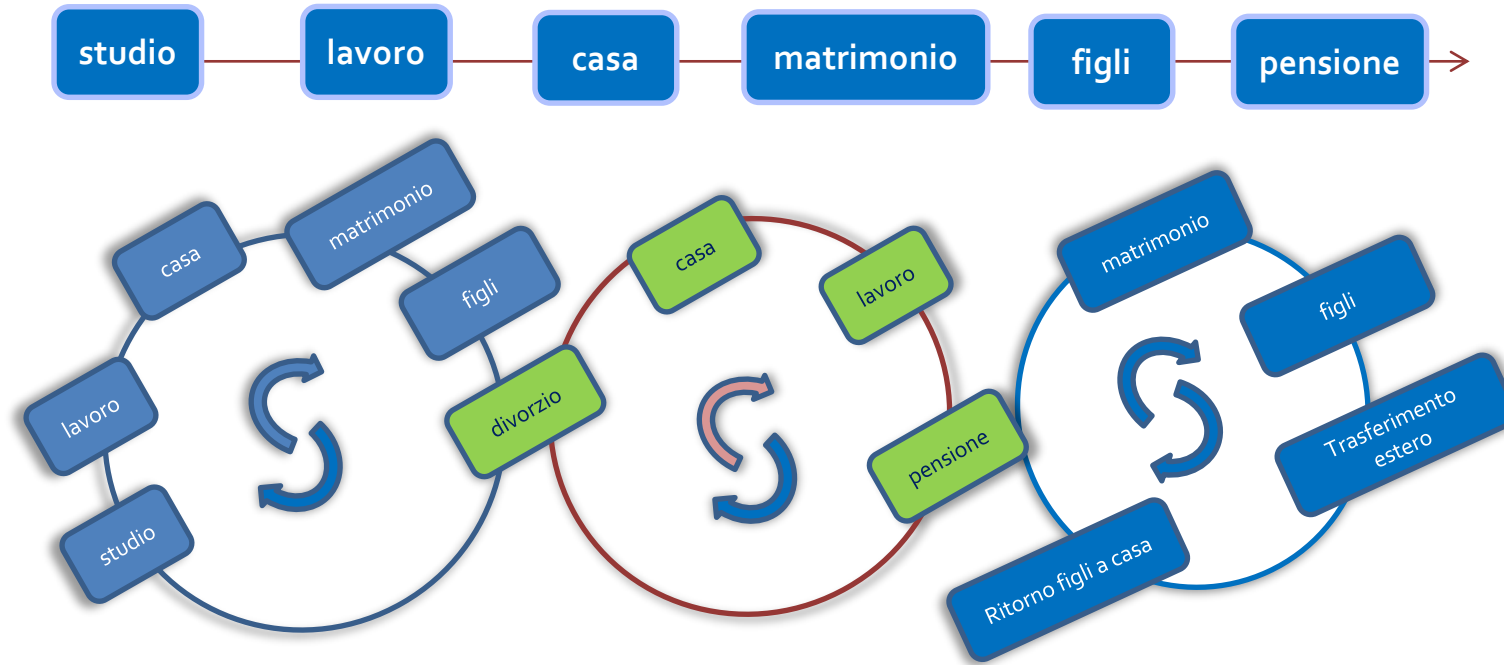 studio
lavoro
casa
matrimonio
figli
pensione
studio
lavoro
casa
matrimonio
figli
divorzio
casa
lavoro
pensione
matrimonio
figli
Trasferimento
estero
Ritorno figli a casa